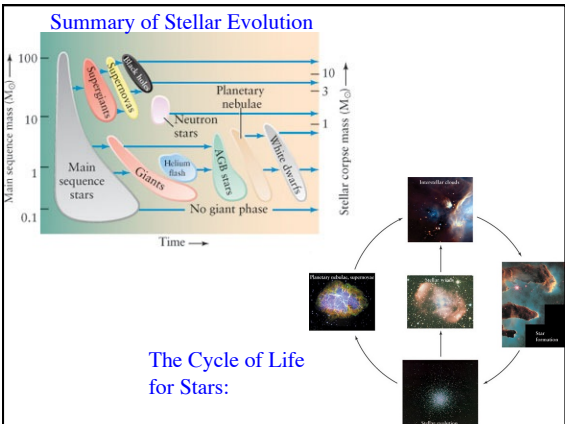 Summary of Stellar Evolution
Main sequence mass (M⊙)
100
10
1
0.1
Supergiants
Supernovas
Black holes
Neutron
stars
Planetary
nebulae
Main
sequence
stars
Giants
Helium
flash
AGB stars
White dwarfs
No giant phase
Time
10
3
1
Stellar corpse mass (M⊙)
Interstellar clouds
Planetary nebulae, supernovae
Stellar winds
Star
formation
The Cycle of Life
for Stars:
Stellar evolution